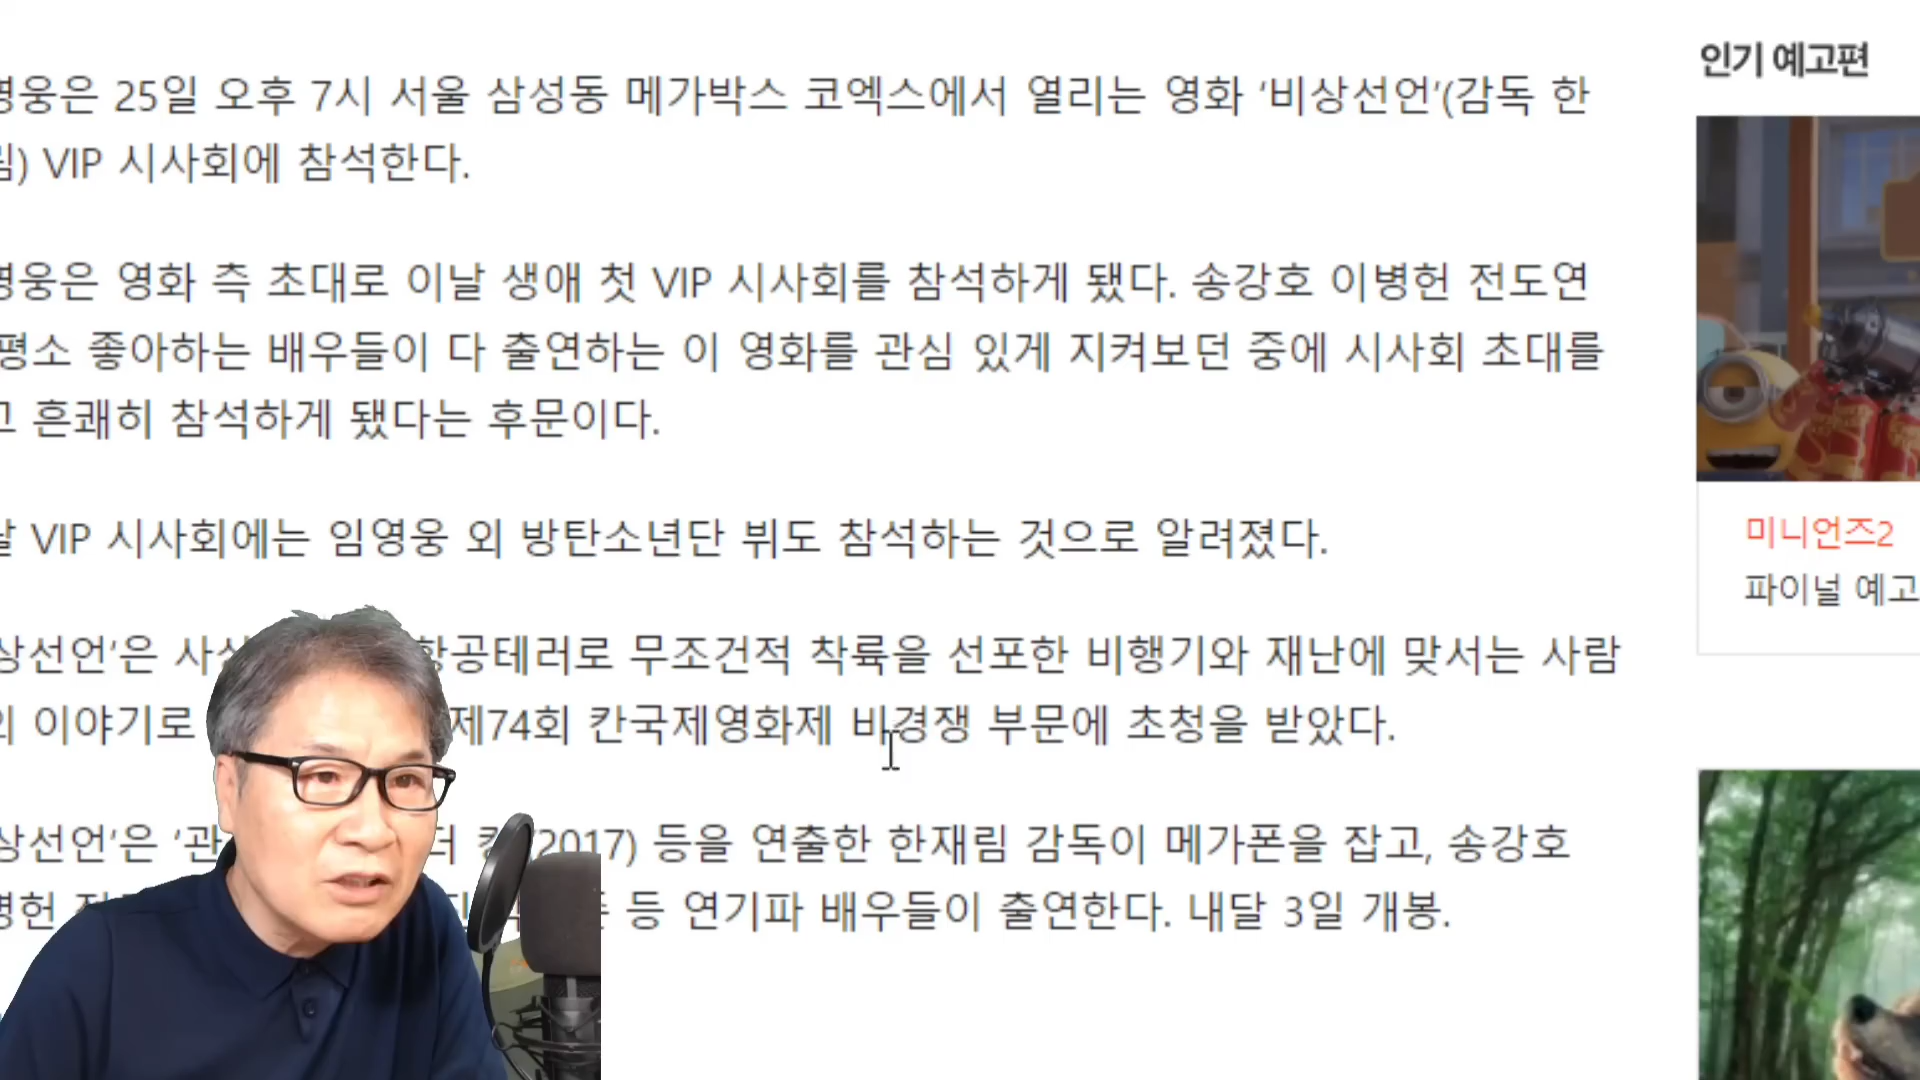 영웅은 25일 오후 7시 서울 삼성동 메가박스 코엑스에서 열리는 영화 '비상선언'(감독 한
림) VIP 시사회에 참석한다.
영웅은 영화 측 초대로 이날 생애 첫 VIP 시사회를 참석하게 됐다. 송강호 이병헌 전도연
평소 좋아하는 배우들이 다 출연하는 이 영화를 관심 있게 지켜보던 중에 시사회 초대를
고 흔쾌히 참석하게 됐다는 후문이다.
날 VIP 시사회에는 임영웅 외 방탄소년단 뷔도 참석하는 것으로 알려졌다.
상선언'은 사상 항공테러로 무조건적 착륙을 선포한 비행기와 재난에 맞서는 사람
의 이야기로 제74회 칸국제영화제 비경쟁 부문에 초청을 받았다.
상선언'은 '관 더 킹'(2017) 등을 연출한 한재림 감독이 메가폰을 잡고, 송강호
병헌 등 연기파 배우들이 출연한다. 내달 3일 개봉.
인기 예고편
미니언즈2
파이널 예고